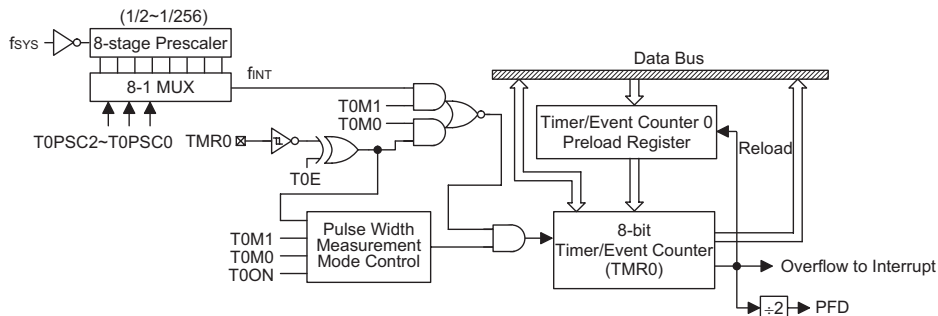 (1/2~1/256)
fSYS
8-stage Prescaler
8-1 MUX
fINT
T0PSC2~T0PSC0
TMR0
T0E
T0M1
T0M0
Data Bus
Timer/Event Counter 0
Preload Register
Reload
T0M1
T0M0
T0ON
Pulse Width
Measurement
Mode Control
8-bit
Timer/Event Counter
(TMR0)
Overflow to Interrupt
÷2
PFD